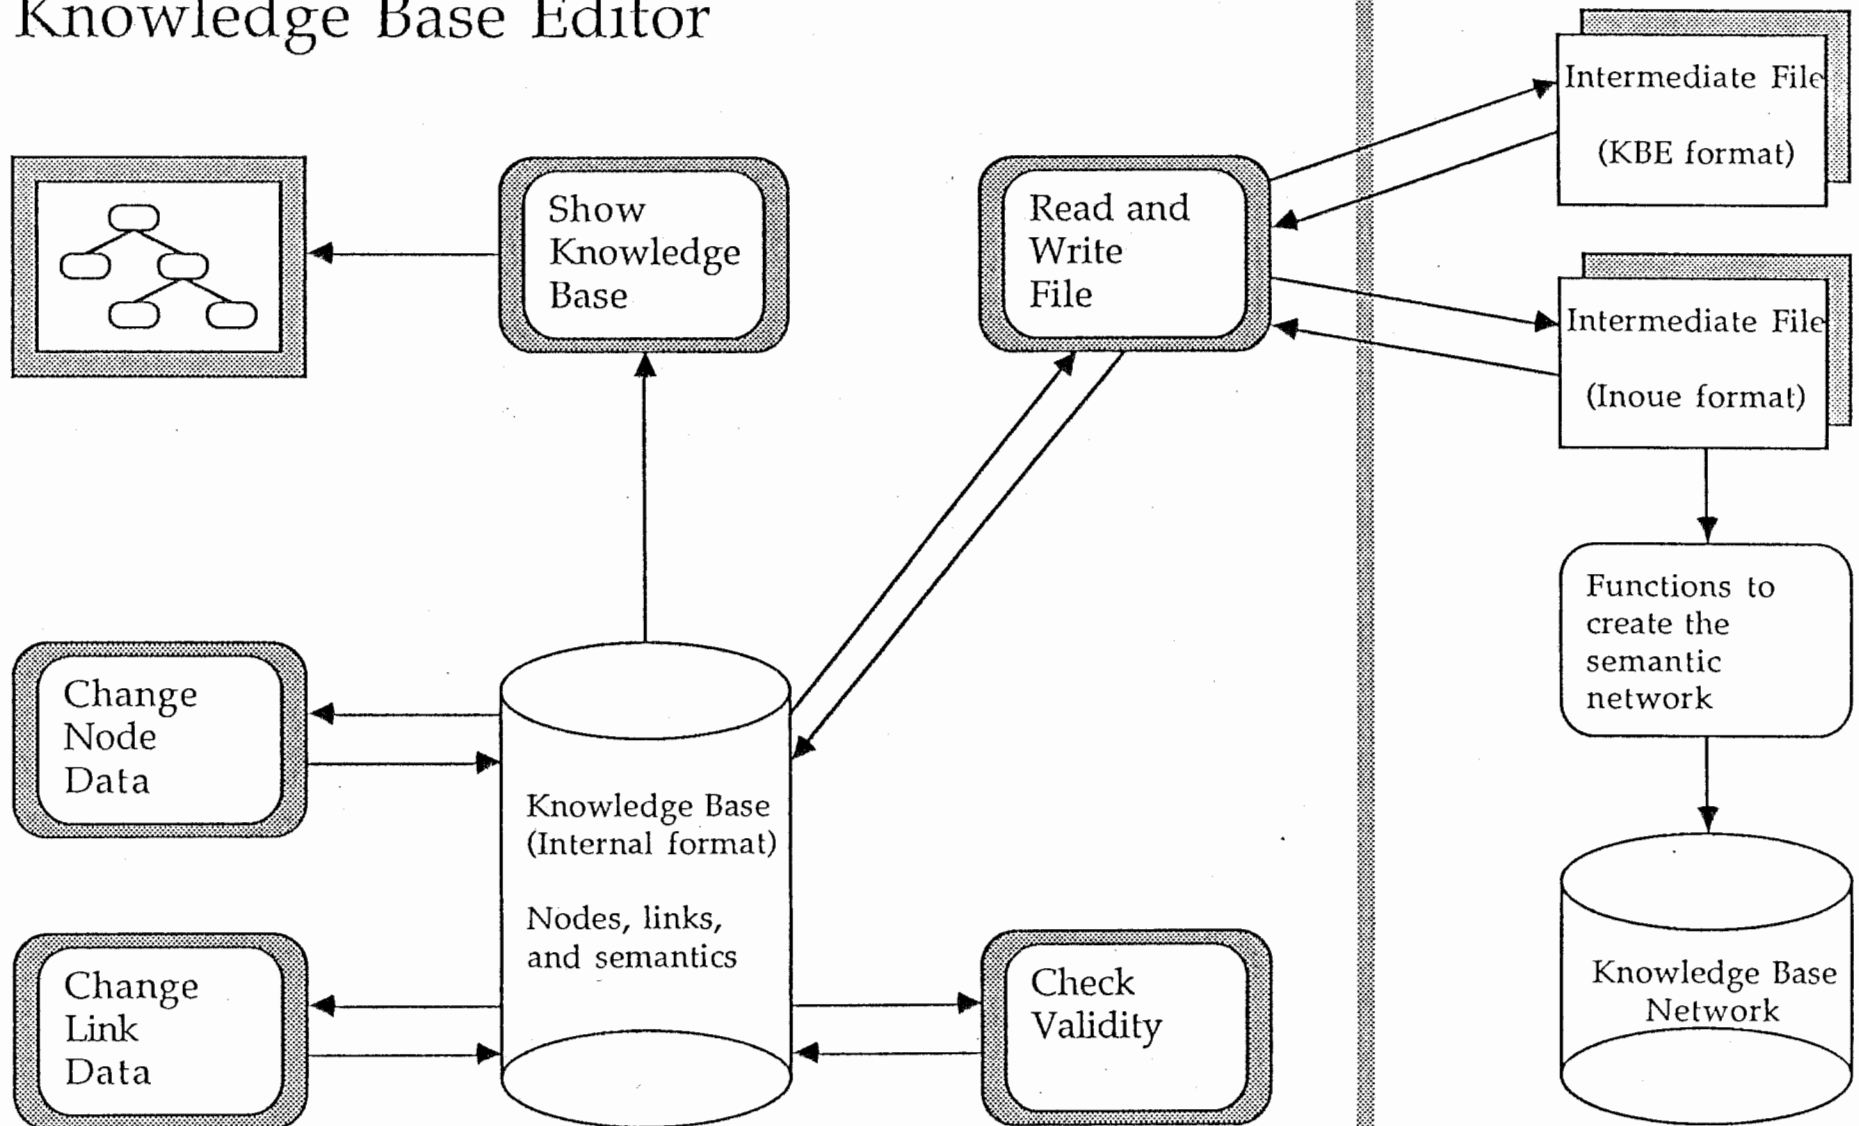 Knowledge Base Editor
Show
Knowledge
Base
Read and
Write
File
Intermediate File
(KBE format)
Intermediate File
(Inoue format)
Functions to
create the
semantic
network
Change
Node
Data
Knowledge Base
(Internal format)
Nodes, links,
and semantics
Change
Link
Data
Check
Validity
Knowledge Base
Network